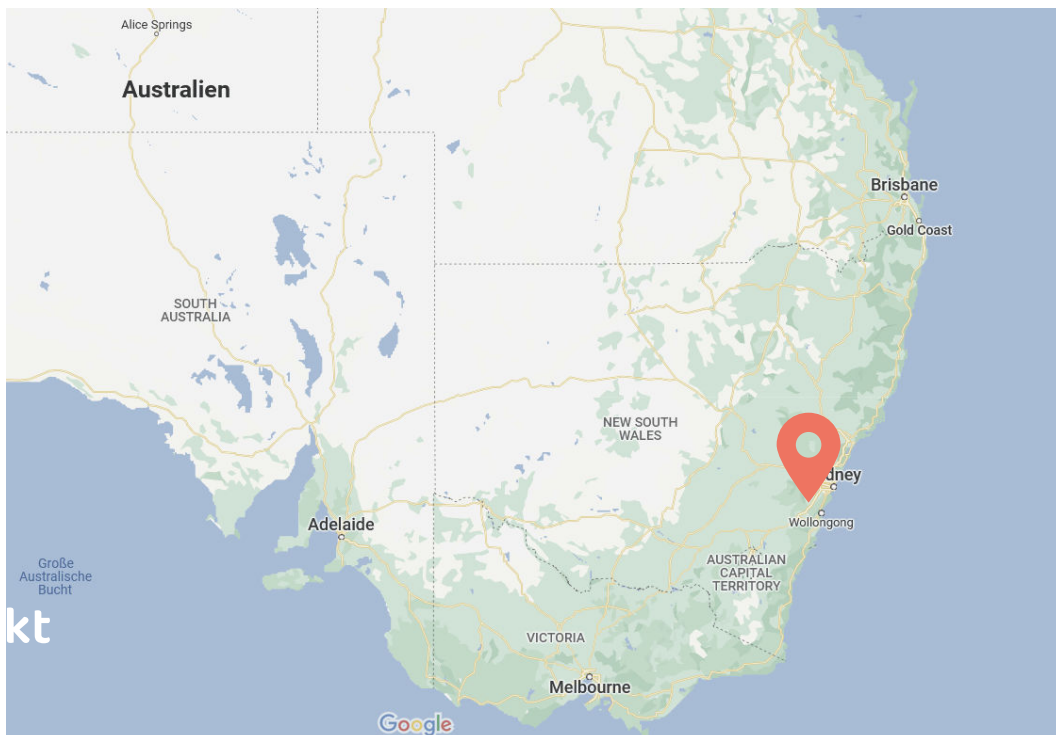 Alice Springs
Australien
Brisbane
Gold Coast
SOUTH
AUSTRALIA
NEW SOUTH
WALES
dney
Wollongong
Adelaide
AUSTRALIAN
CAPITAL
TERRITORY
Große
Australische
Bucht
kt
VICTORIA
Melbourne
Google